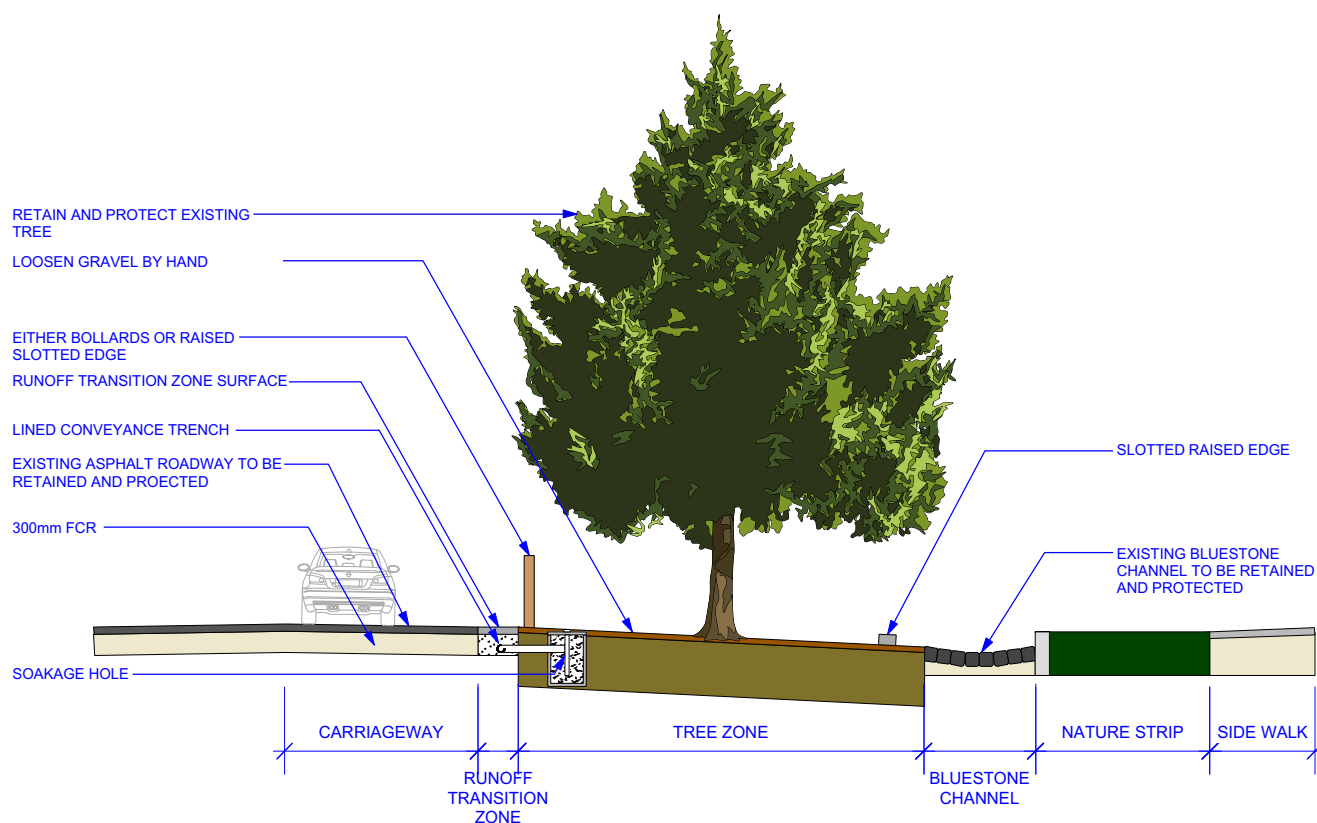 RETAIN AND PROTECT EXISTING
TREE
LOOSEN GRAVEL BY HAND
EITHER BOLLARDS OR RAISED
SLOTTED EDGE
RUNOFF TRANSITION ZONE SURFACE
LINED CONVEYANCE TRENCH
EXISTING ASPHALT ROADWAY TO BE
RETAINED AND PROECTED
300mm FCR
SOAKAGE HOLE
SLOTTED RAISED EDGE
EXISTING BLUESTONE
CHANNEL TO BE RETAINED
AND PROTECTED
CARRIAGEWAY
RUNOFF
TRANSITION
ZONE
TREE ZONE
BLUESTONE
CHANNEL
NATURE STRIP
SIDE WALK